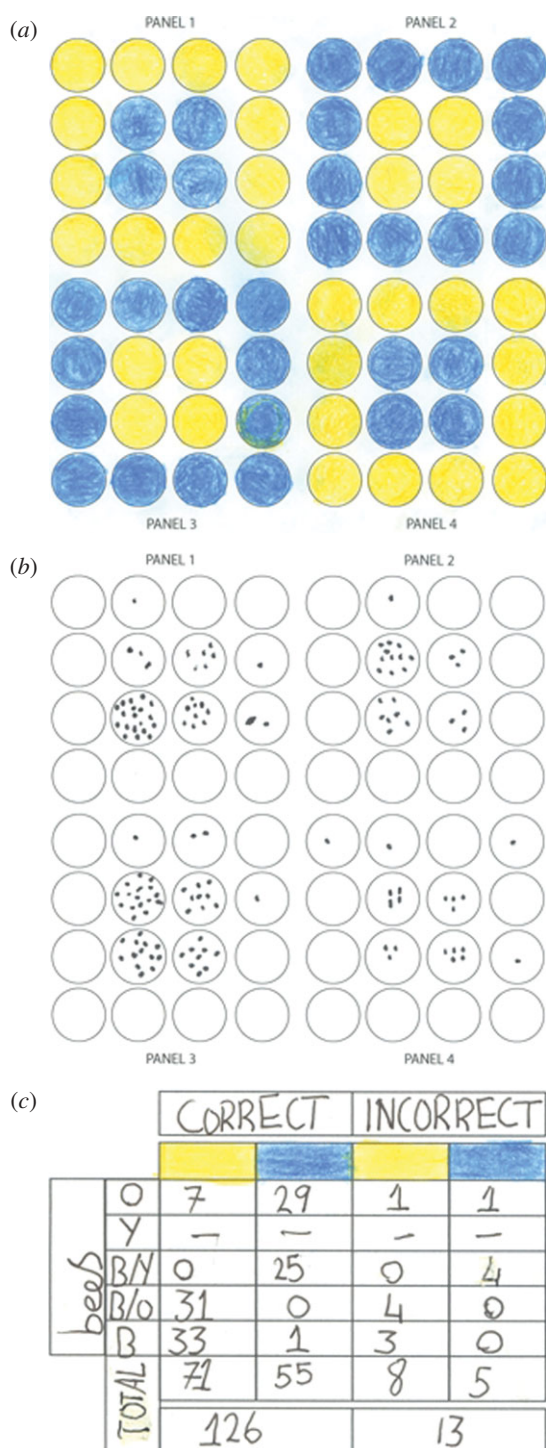 (a)
PANEL 1 PANEL 2
PANEL 3 PANEL 4
(b)
PANEL 1 PANEL 2
PANEL 3 PANEL 4
(c)
CORRECT INCORRECT
bees
O 7 29 1 1
Y — — — —
B/Y 0 25 0 4
B/O 31 0 4 0
B 33 1 3 0
TOTAL 71 55 8 5
126 13